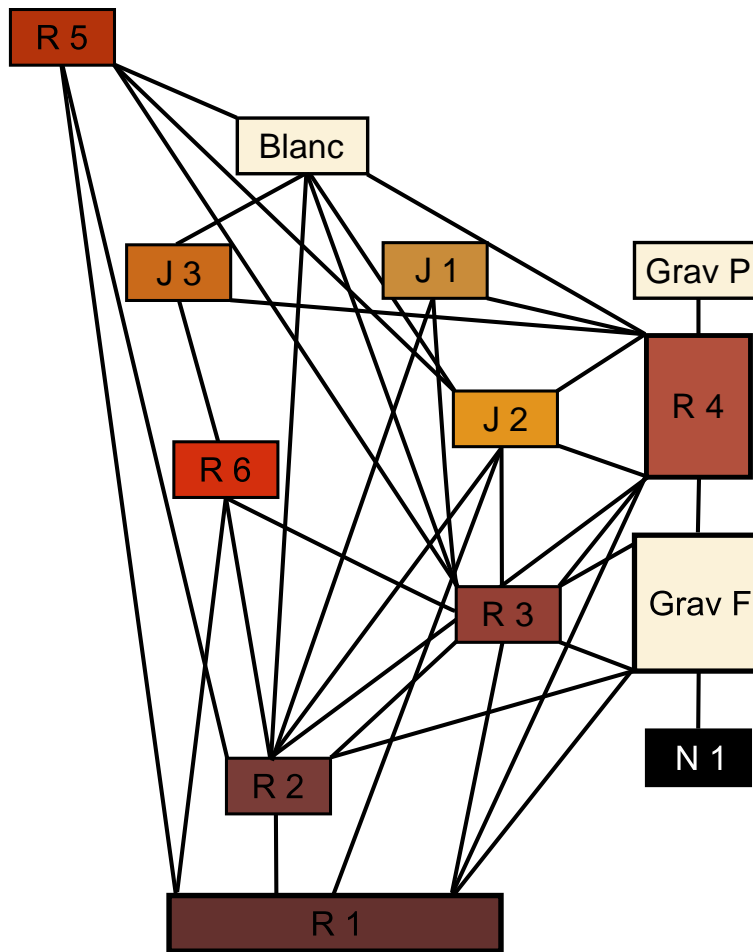 R 5
Blanc
J 3
J 1
Grav P
R 4
J 2
R 6
R 3
Grav F
N 1
R 2
R 1